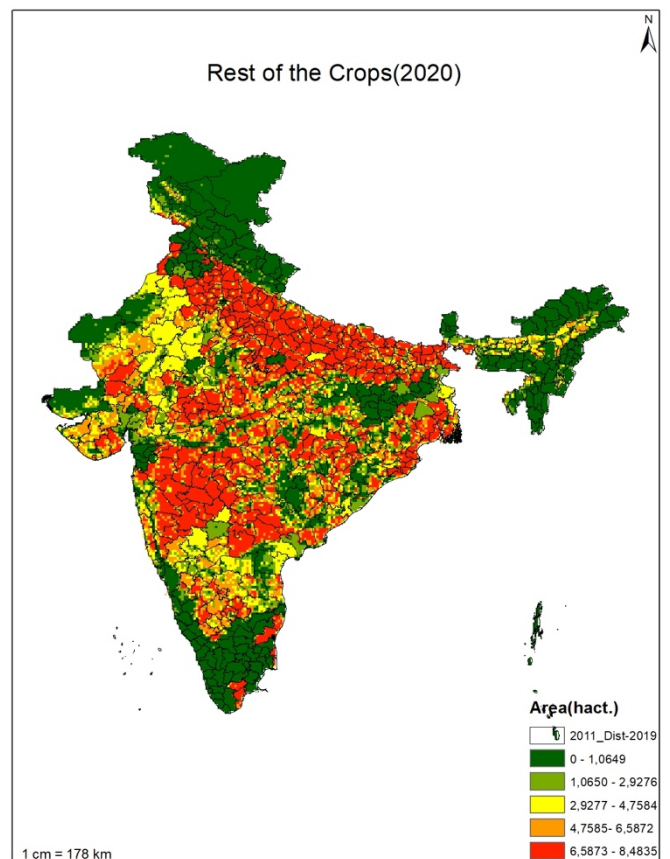 N
Rest of the Crops(2020)
Area(hact.)
2011_Dist-2019
0 - 1,0649
1,0650 - 2,9276
2,9277 - 4,7584
4,7585- 6,5872
6,5873 - 8,4835
1 cm = 178 km